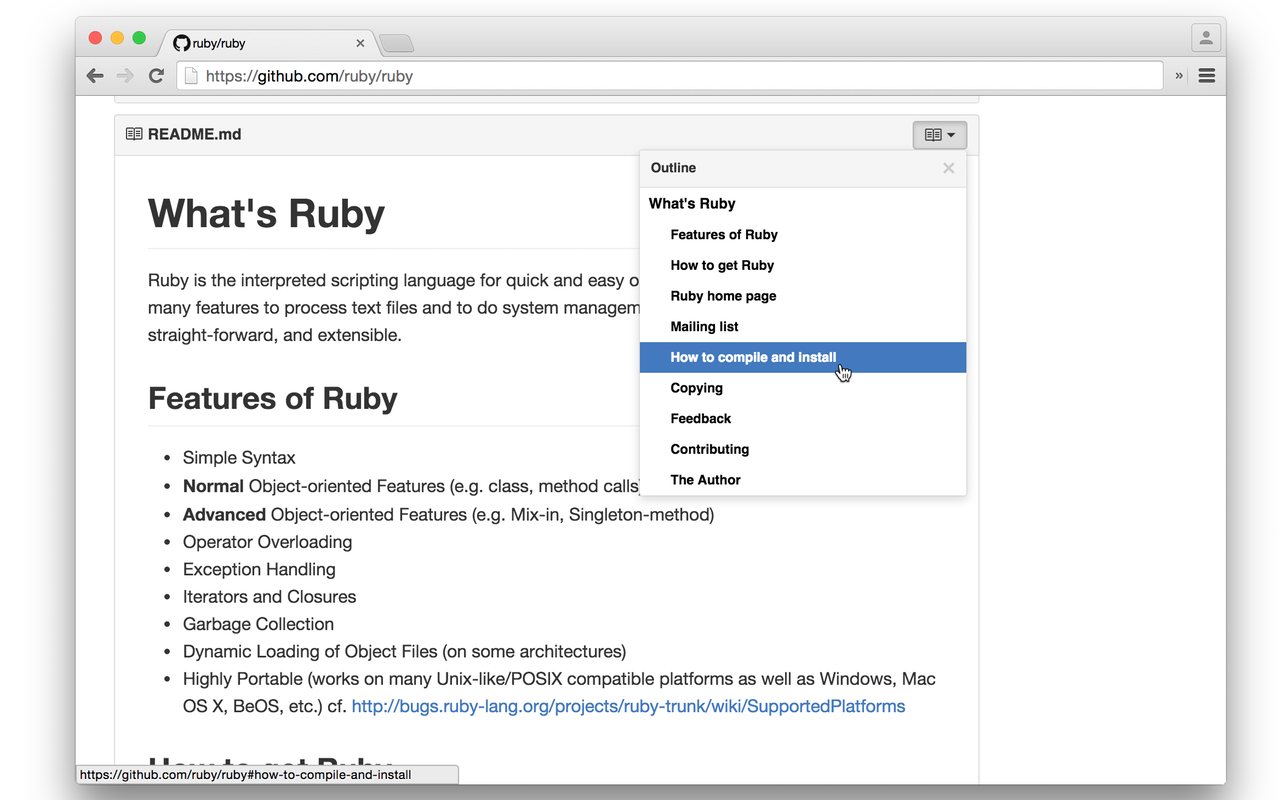 ruby/ruby
https://github.com/ruby/ruby
README.md
Outline
What's Ruby
Features of Ruby
How to get Ruby
Ruby home page
Mailing list
How to compile and install
Copying
Feedback
Contributing
The Author
What's Ruby
Ruby is the interpreted scripting language for quick and easy
many features to process text files and to do system
straight-forward, and extensible.
Features of Ruby
• Simple Syntax
• Normal Object-oriented Features (e.g. class, method calls
• Advanced Object-oriented Features (e.g. Mix-in, Singleton-method)
• Operator Overloading
• Exception Handling
• Iterators and Closures
• Garbage Collection
• Dynamic Loading of Object Files (on some architectures)
• Highly Portable (works on many Unix-like/POSIX compatible platforms as well as Windows, Mac
OS X, BeOS, etc.) cf. http://bugs.ruby-lang.org/projects/ruby-trunk/wiki/SupportedPlatforms
How to get Ruby
https://github.com/ruby/ruby#how-to-compile-and-install